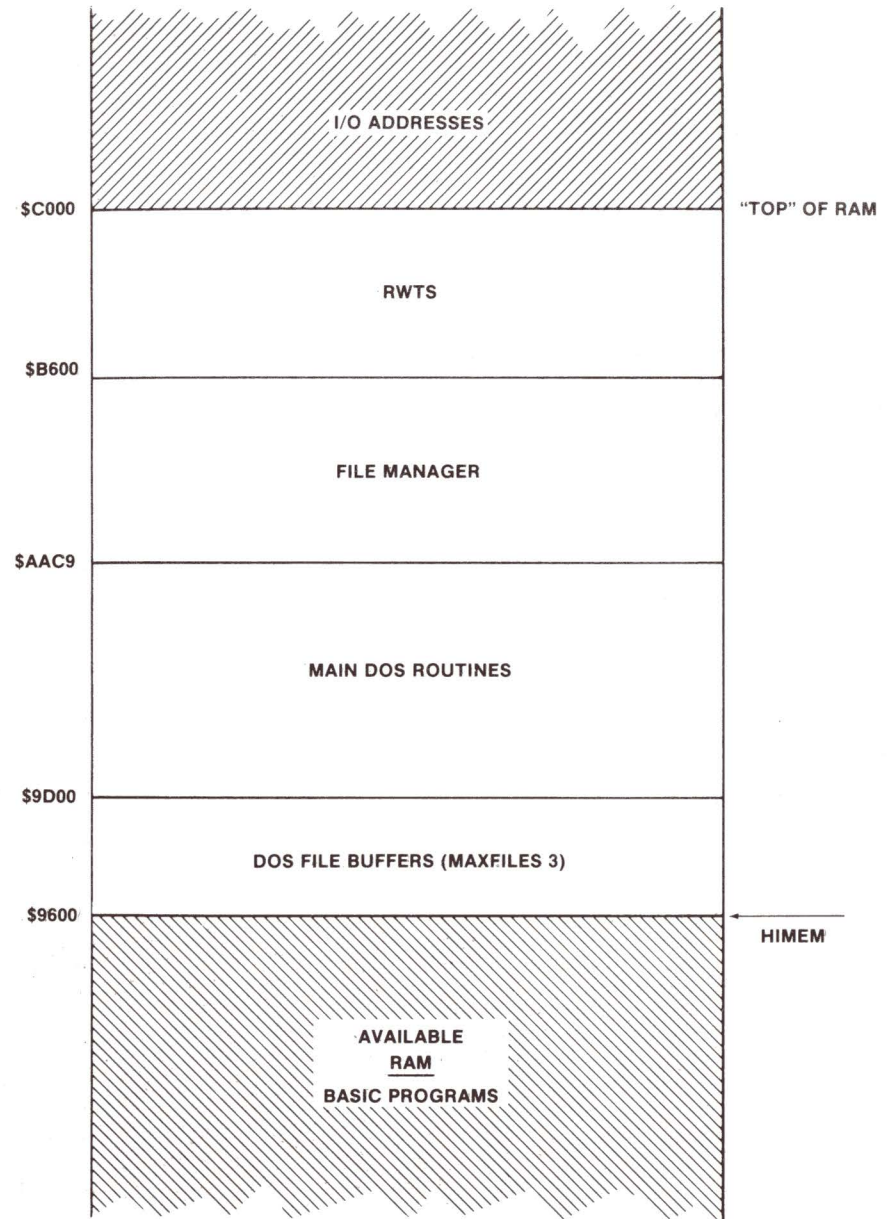 I/O ADDRESSES
$C000
"TOP" OF RAM
RWTS
$B600
FILE MANAGER
$AAC9
MAIN DOS ROUTINES
$9D00
DOS FILE BUFFERS (MAXFILES 3)
$9600
HIMEM
AVAILABLE
RAM
BASIC PROGRAMS